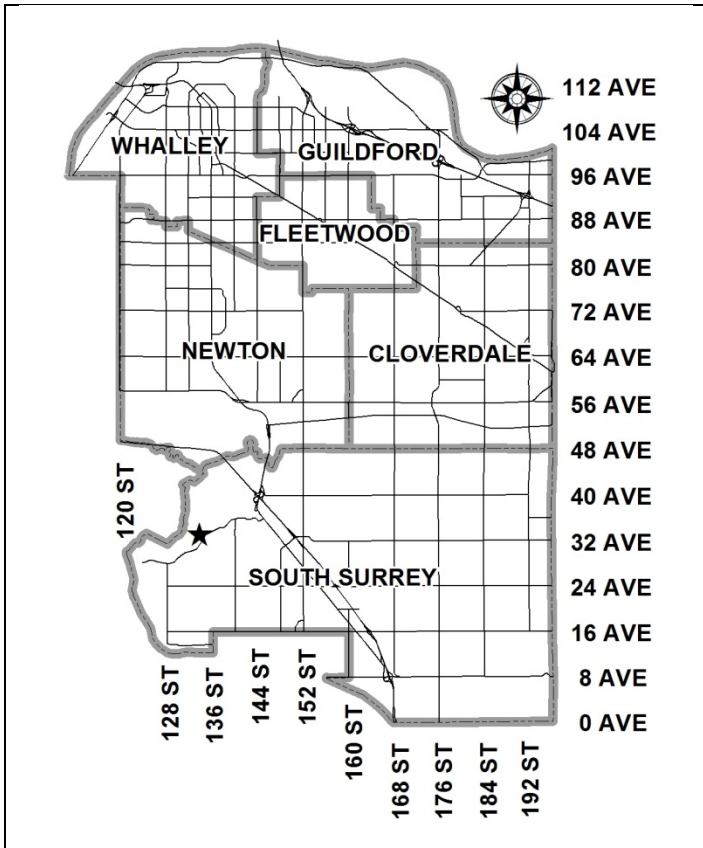 112 AVE
104 AVE
WHALLEY
GUILDFORD
96 AVE
88 AVE
FLEETWOOD
80 AVE
72 AVE
NEWTON
CLOVERDALE
64 AVE
56 AVE
48 AVE
120 ST
40 AVE
32 AVE
SOUTH SURREY
24 AVE
16 AVE
128 ST
136 ST
144 ST
152 ST
160 ST
8 AVE
0 AVE
168 ST
176 ST
184 ST
192 ST